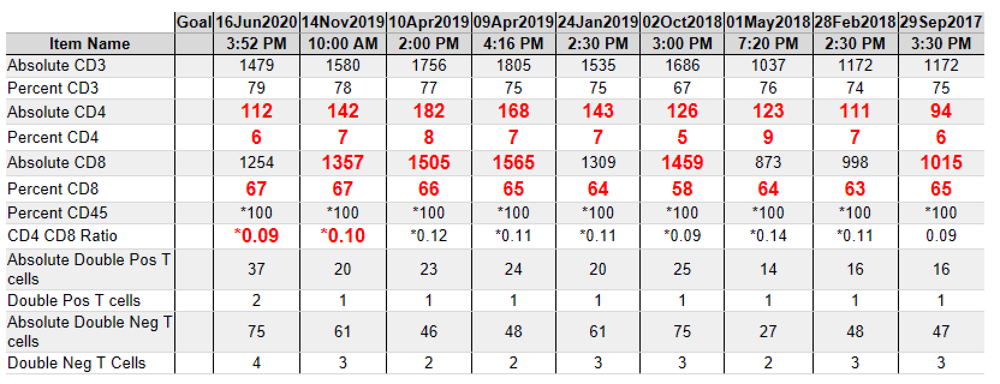 Goal 16Jun2020 14Nov2019 10Apr2019 09Apr2019 24Jan2019 02Oct2018 01May2018 28Feb2018 29Sep2017
Item Name 3:52 PM 10:00 AM 2:00 PM 4:16 PM 2:30 PM 3:00 PM 7:20 PM 2:30 PM 3:30 PM
Absolute CD3 1479 1580 1756 1805 1535 1686 1037 1172 1172
Percent CD3 79 78 77 75 75 67 76 74 75
Absolute CD4 112 142 182 168 143 126 123 111 94
Percent CD4 6 7 8 7 7 5 9 7 6
Absolute CD8 1254 1357 1505 1565 1309 1459 873 998 1015
Percent CD8 67 67 66 65 64 58 64 63 65
Percent CD45 *100 *100 *100 *100 *100 *100 *100 *100 *100
CD4 CD8 Ratio *0.09 *0.10 *0.12 *0.11 *0.11 *0.09 *0.14 *0.11 0.09
Absolute Double Pos T
cells 37 20 23 24 20 25 14 16 16
Double Pos T cells 2 1 1 1 1 1 1 1 1
Absolute Double Neg T
cells 75 61 46 48 61 75 27 48 47
Double Neg T Cells 4 3 2 2 3 3 2 3 3